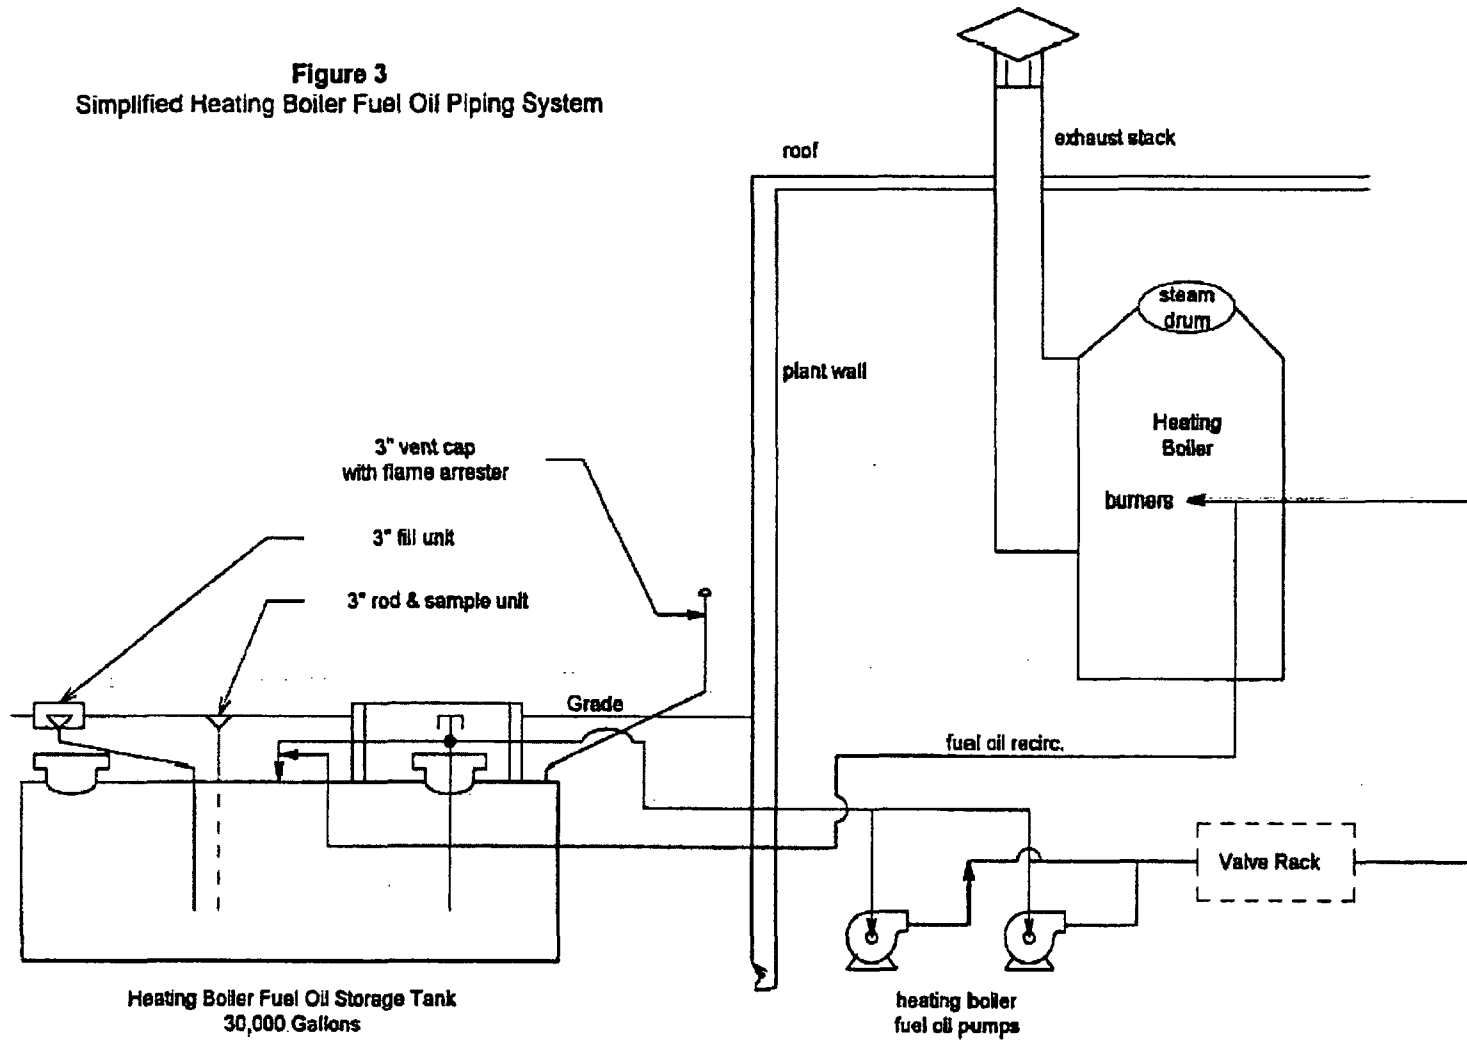 Figure 3
Simplified Heating Boiler Fuel Oil Piping System
roof
exhaust stack
steam
drum
plant wall
Heating
Boiler
burners
3" vent cap
with flame arrester
3" fill unit
3" rod & sample unit
Grade
fuel oil recirc.
Valve Rack
Heating Boiler Fuel Oil Storage Tank
30,000 Gallons
heating boiler
fuel oil pumps